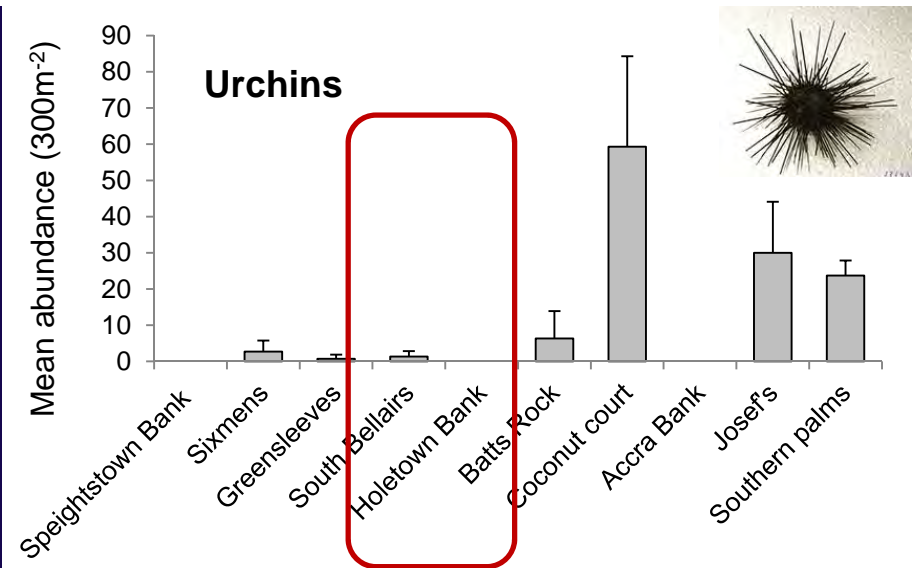 Urchins
Mean abundance (300m-2)
90
80
70
60
50
40
30
20
10
0
Speightstown Bank
Sixmens
Greensleeves
South Bellairs
Holetown Bank
Batts Rock
Coconut court
Accra Bank
Josef's
Southern palms